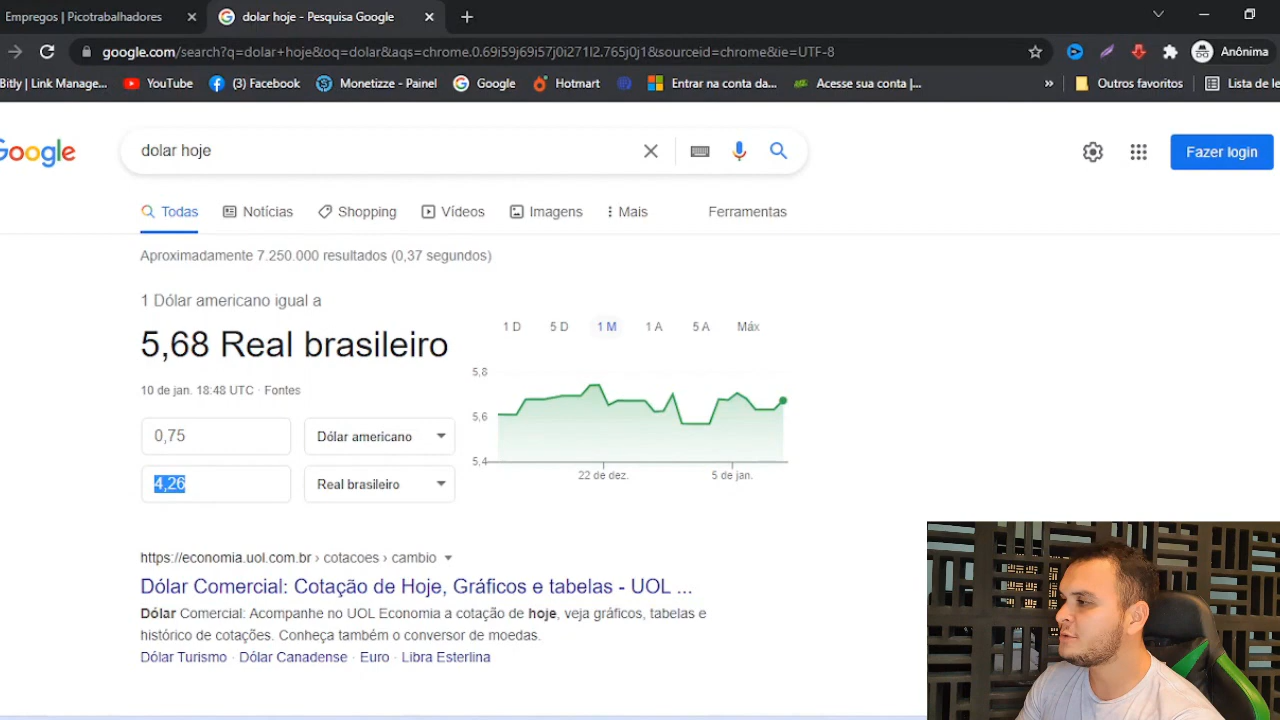 Empregos | Picotrabalhadores
dolar hoje - Pesquisa Google
google.com/search?q=dolar+hoje&oq=dolar&aqs=chrome.0.69i59j69i57j0i271l2.765j0j1&sourceid=chrome&ie=UTF-8
Anônima
Bitly | Link Manage...
YouTube
(3) Facebook
Monetizze - Painel
Google
Hotmart
Entrar na conta da...
Acesse sua conta |...
»
Outros favoritos
Lista de le
Google
dolar hoje
Fazer login
Todas
Notícias
Shopping
Vídeos
Imagens
Mais
Ferramentas
Aproximadamente 7.250.000 resultados (0,37 segundos)
1 Dólar americano igual a
5,68 Real brasileiro
10 de jan. 18:48 UTC · Fontes
0,75
Dólar americano
4,26
Real brasileiro
1 D
5 D
1 M
1 A
5 A
Máx
5,8
5,6
5,4
22 de dez.
5 de jan.
https://economia.uol.com.br › cotacoes › cambio
Dólar Comercial: Cotação de Hoje, Gráficos e tabelas - UOL ...
Dólar Comercial: Acompanhe no UOL Economia a cotação de hoje, veja gráficos, tabelas e
histórico de cotações. Conheça também o conversor de moedas.
Dólar Turismo · Dólar Canadense · Euro · Libra Esterlina